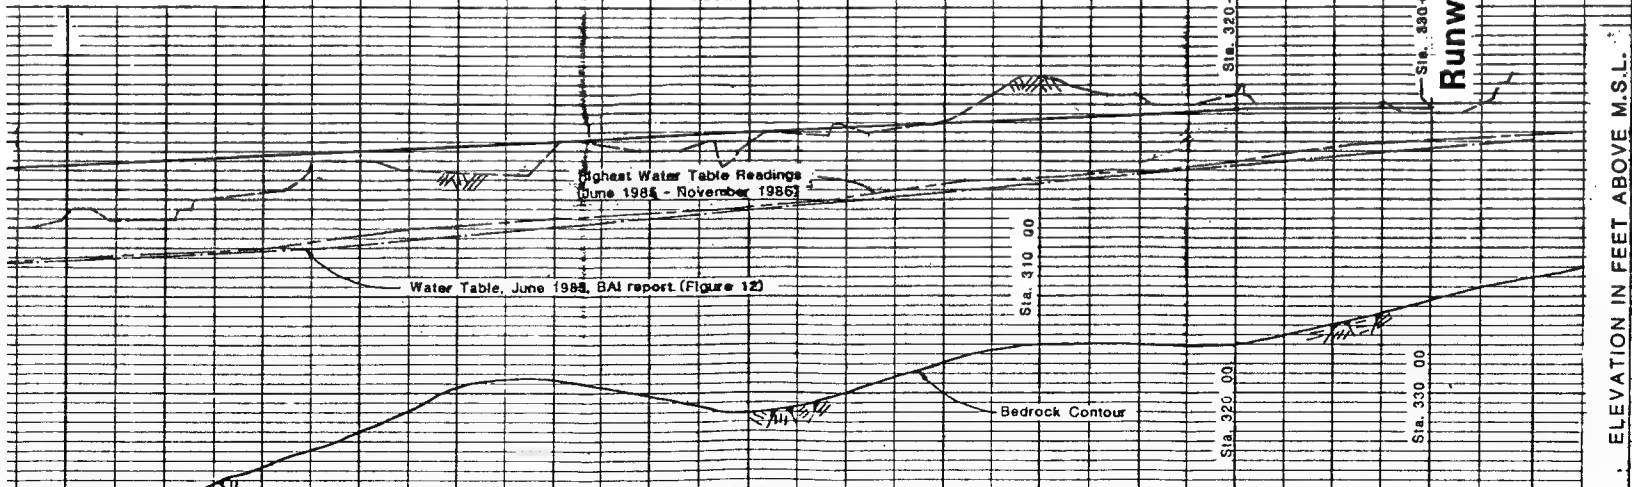 Sta. 320
Sta. 330
Runw
Highest Water Table Readings
(June 1985 - November 1986)
Water Table, June 1985, BAI report (Figure 12)
Sta. 310 00
Bedrock Contour
Sta. 320 00
Sta. 330 00
ELEVATION IN FEET ABOVE M.S.L.